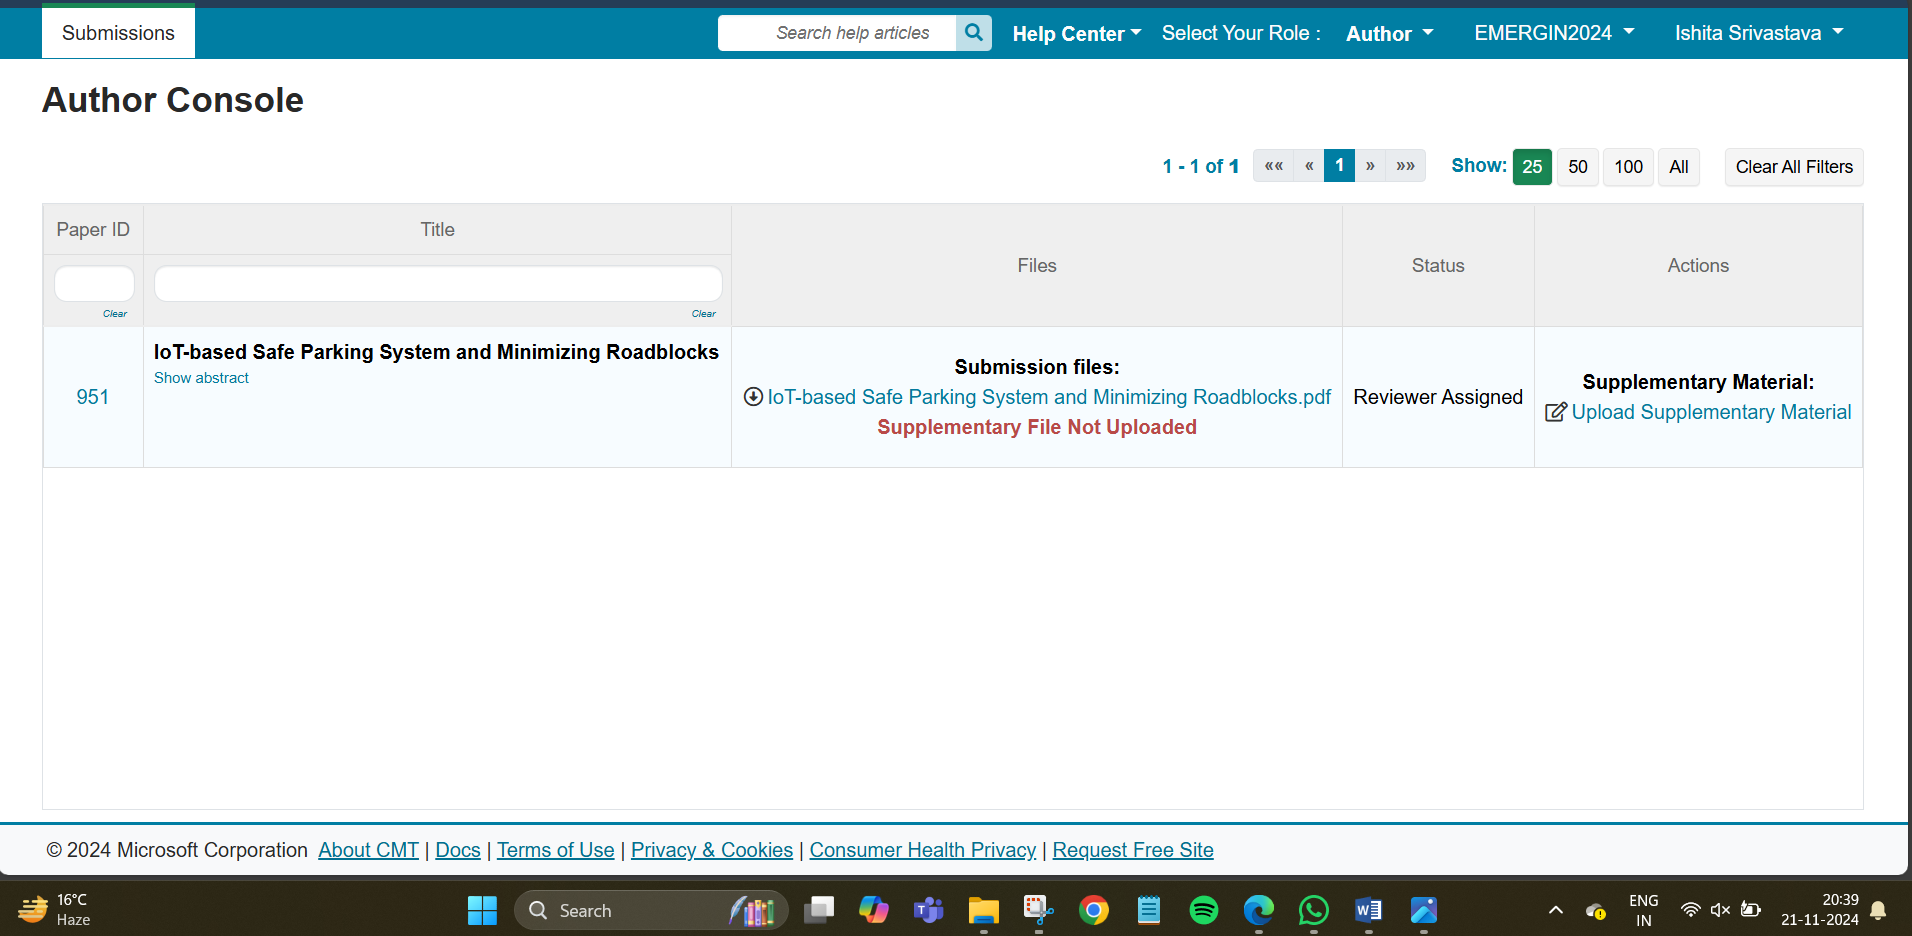 Submissions
Search help articles
Help Center
Select Your Role :
Author
EMERGIN2024
Ishita Srivastava
Author Console
1 - 1 of 1
«« « 1 » »»
Show: 25 50 100 All
Clear All Filters
Paper ID
Title
Files
Status
Actions
Clear
Clear
951
IoT-based Safe Parking System and Minimizing Roadblocks
Show abstract
Submission files:
IoT-based Safe Parking System and Minimizing Roadblocks.pdf
Supplementary File Not Uploaded
Reviewer Assigned
Supplementary Material:
Upload Supplementary Material
© 2024 Microsoft Corporation About CMT | Docs | Terms of Use | Privacy & Cookies | Consumer Health Privacy | Request Free Site
16°C
Haze
Search
ENG
IN
20:39
21-11-2024